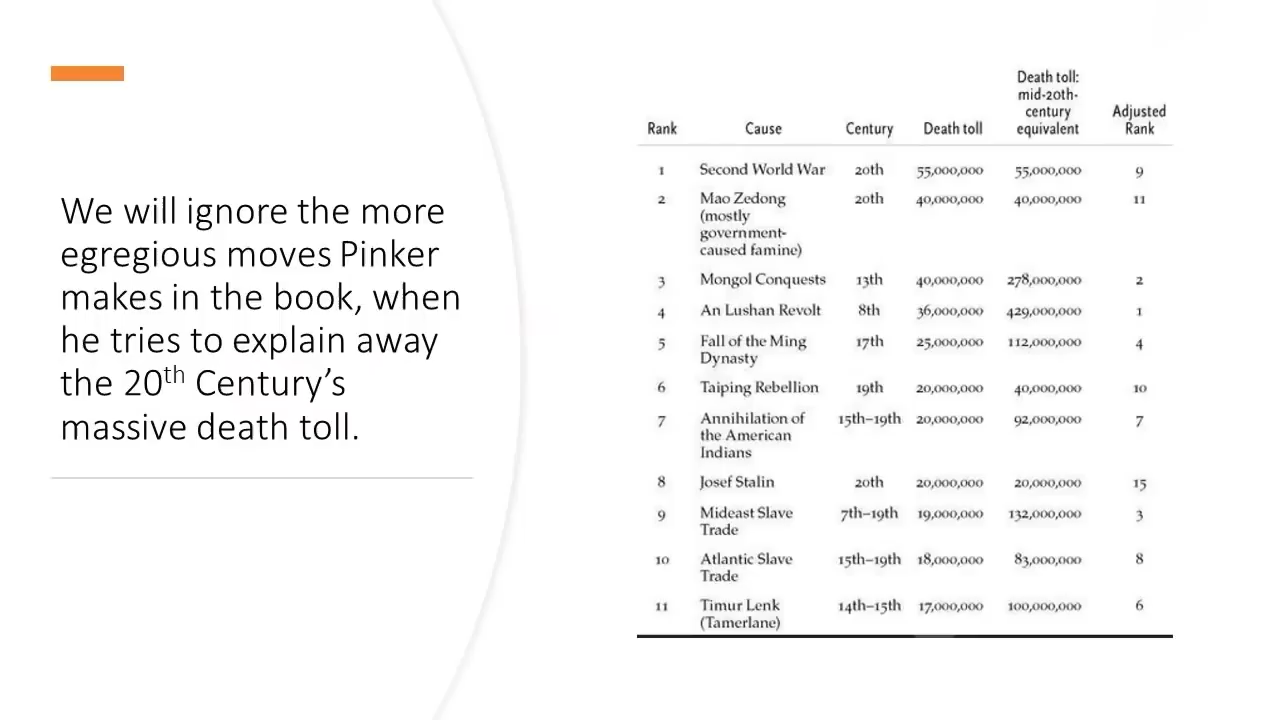 We will ignore the more
egregious moves Pinker
makes in the book, when
he tries to explain away
the 20th Century's
massive death toll.
Death toll:
mid-20th-
century
equivalent
Adjusted
Rank
Rank Cause Century Death toll
1 Second World War 20th 55,000,000 55,000,000 9
2 Mao Zedong 20th 40,000,000 40,000,000 11
(mostly
government-
caused famine)
3 Mongol Conquests 13th 40,000,000 278,000,000 2
4 An Lushan Revolt 8th 36,000,000 429,000,000 1
5 Fall of the Ming 17th 25,000,000 112,000,000 4
Dynasty
6 Taiping Rebellion 19th 20,000,000 40,000,000 10
7 Annihilation of 15th–19th 20,000,000 92,000,000 7
the American
Indians
8 Josef Stalin 20th 20,000,000 20,000,000 15
9 Mideast Slave 7th–19th 19,000,000 132,000,000 3
Trade
10 Atlantic Slave 15th–19th 18,000,000 83,000,000 8
Trade
11 Timur Lenk 14th–15th 17,000,000 100,000,000 6
(Tamerlane)